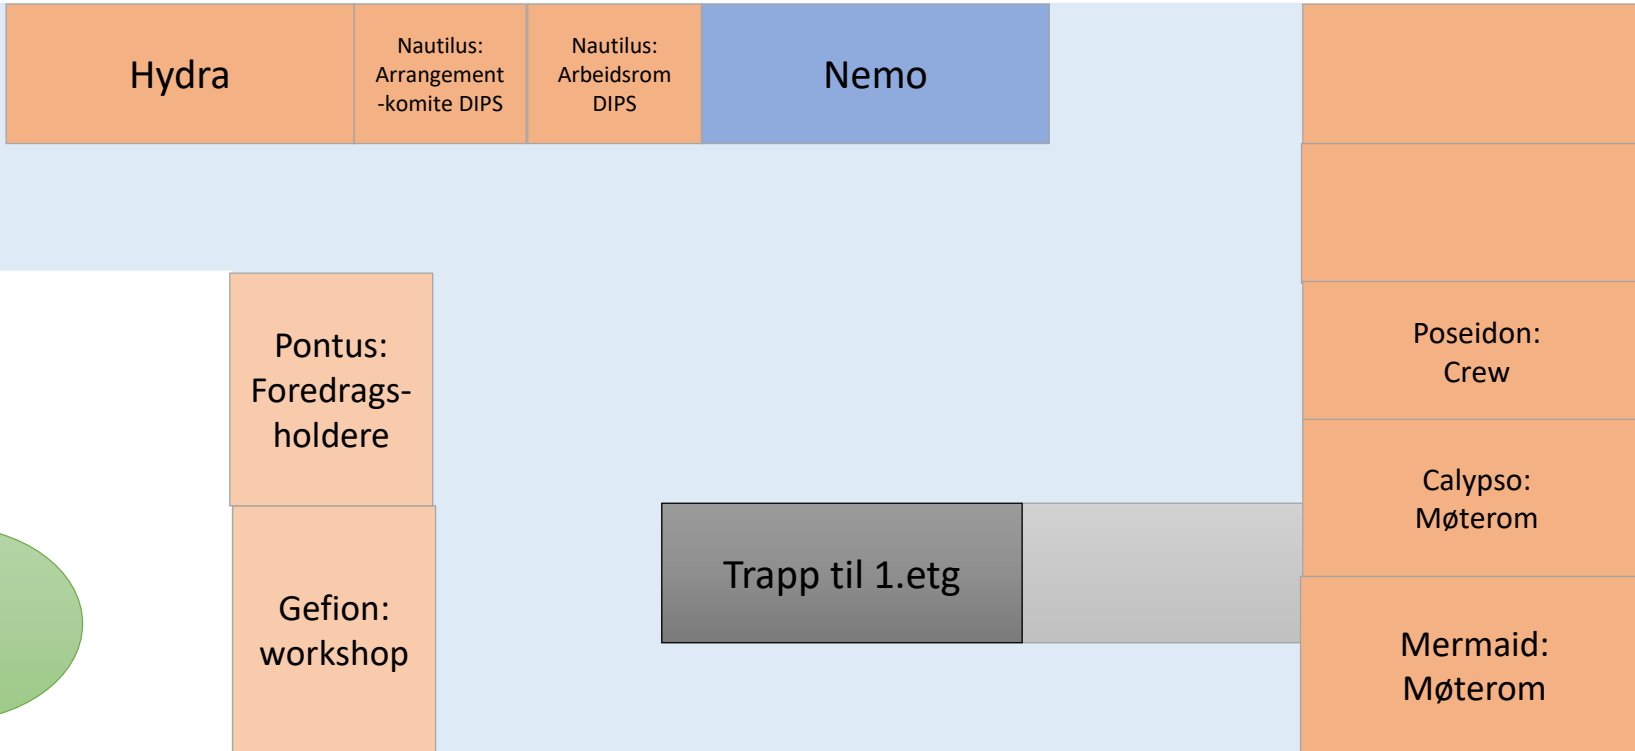 Hydra
Nautilus:
Arrangement
-komite DIPS
Nautilus:
Arbeidsrom
DIPS
Nemo
Pontus:
Foredrags-
holdere
Poseidon:
Crew
Calypso:
Møterom
Trapp til 1.etg
Gefion:
workshop
Mermaid:
Møterom